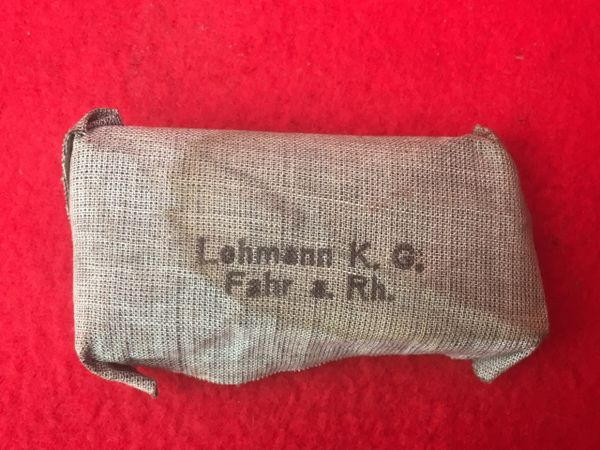 Lohmann K. G.
Fahr a. Rh.